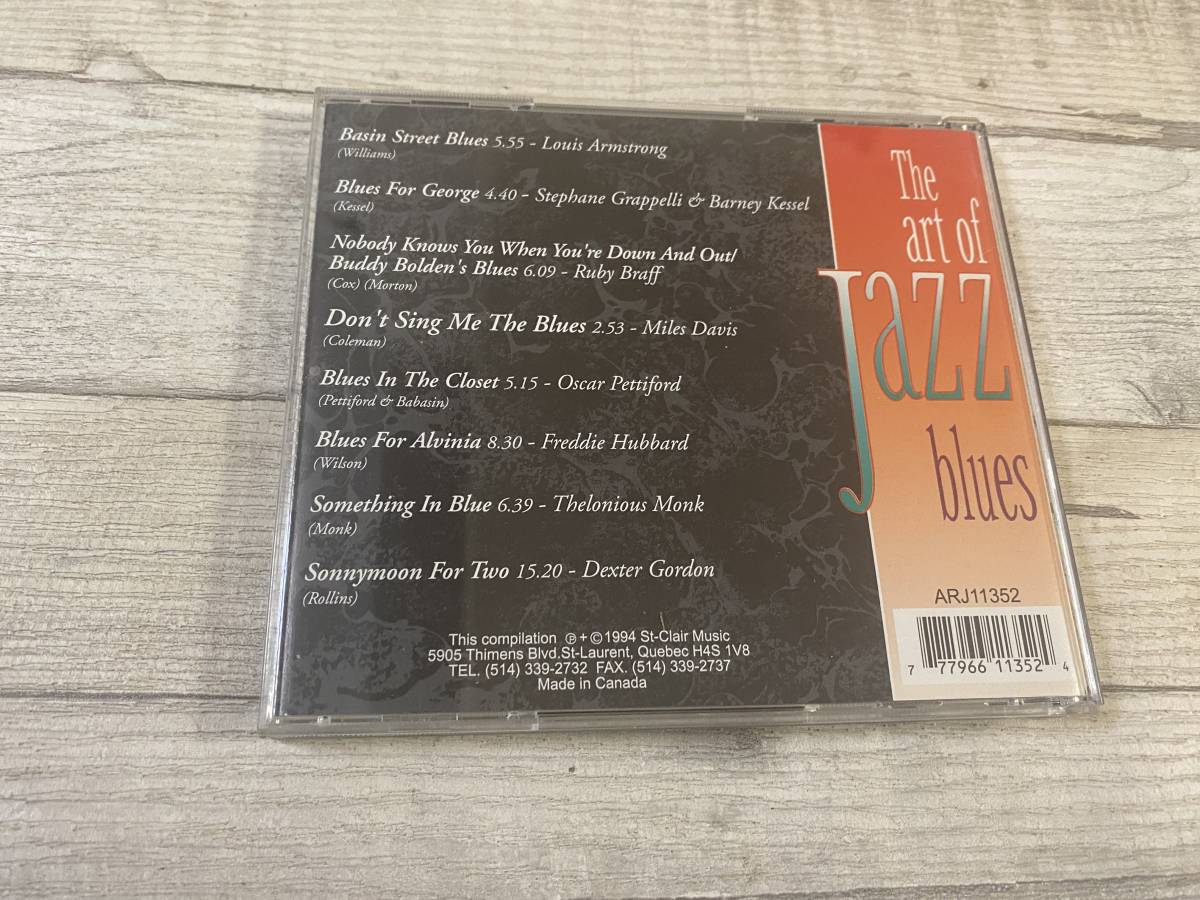 Basin Street Blues 5.55 - Louis Armstrong
(Williams)
Blues For George 4.40 - Stephane Grappelli & Barney Kessel
(Kessel)
Nobody Knows You When You're Down And Out/
Buddy Bolden's Blues 6.09 - Ruby Braff
(Cox) (Morton)
Don't Sing Me The Blues 2.53 - Miles Davis
(Coleman)
Blues In The Closet 5.15 - Oscar Pettiford
(Pettiford & Babasin)
Blues For Alvinia 8.30 - Freddie Hubbard
(Wilson)
Something In Blue 6.39 - Thelonious Monk
(Monk)
Sonnymoon For Two 15.20 - Dexter Gordon
(Rollins)
This compilation ℗+©1994 St-Clair Music
5905 Thimens Blvd.St-Laurent, Quebec H4S 1V8
TEL. (514) 339-2732 FAX. (514) 339-2737
Made in Canada
The
art of
Jazz
blues
ARJ11352
7 77966 11352 4